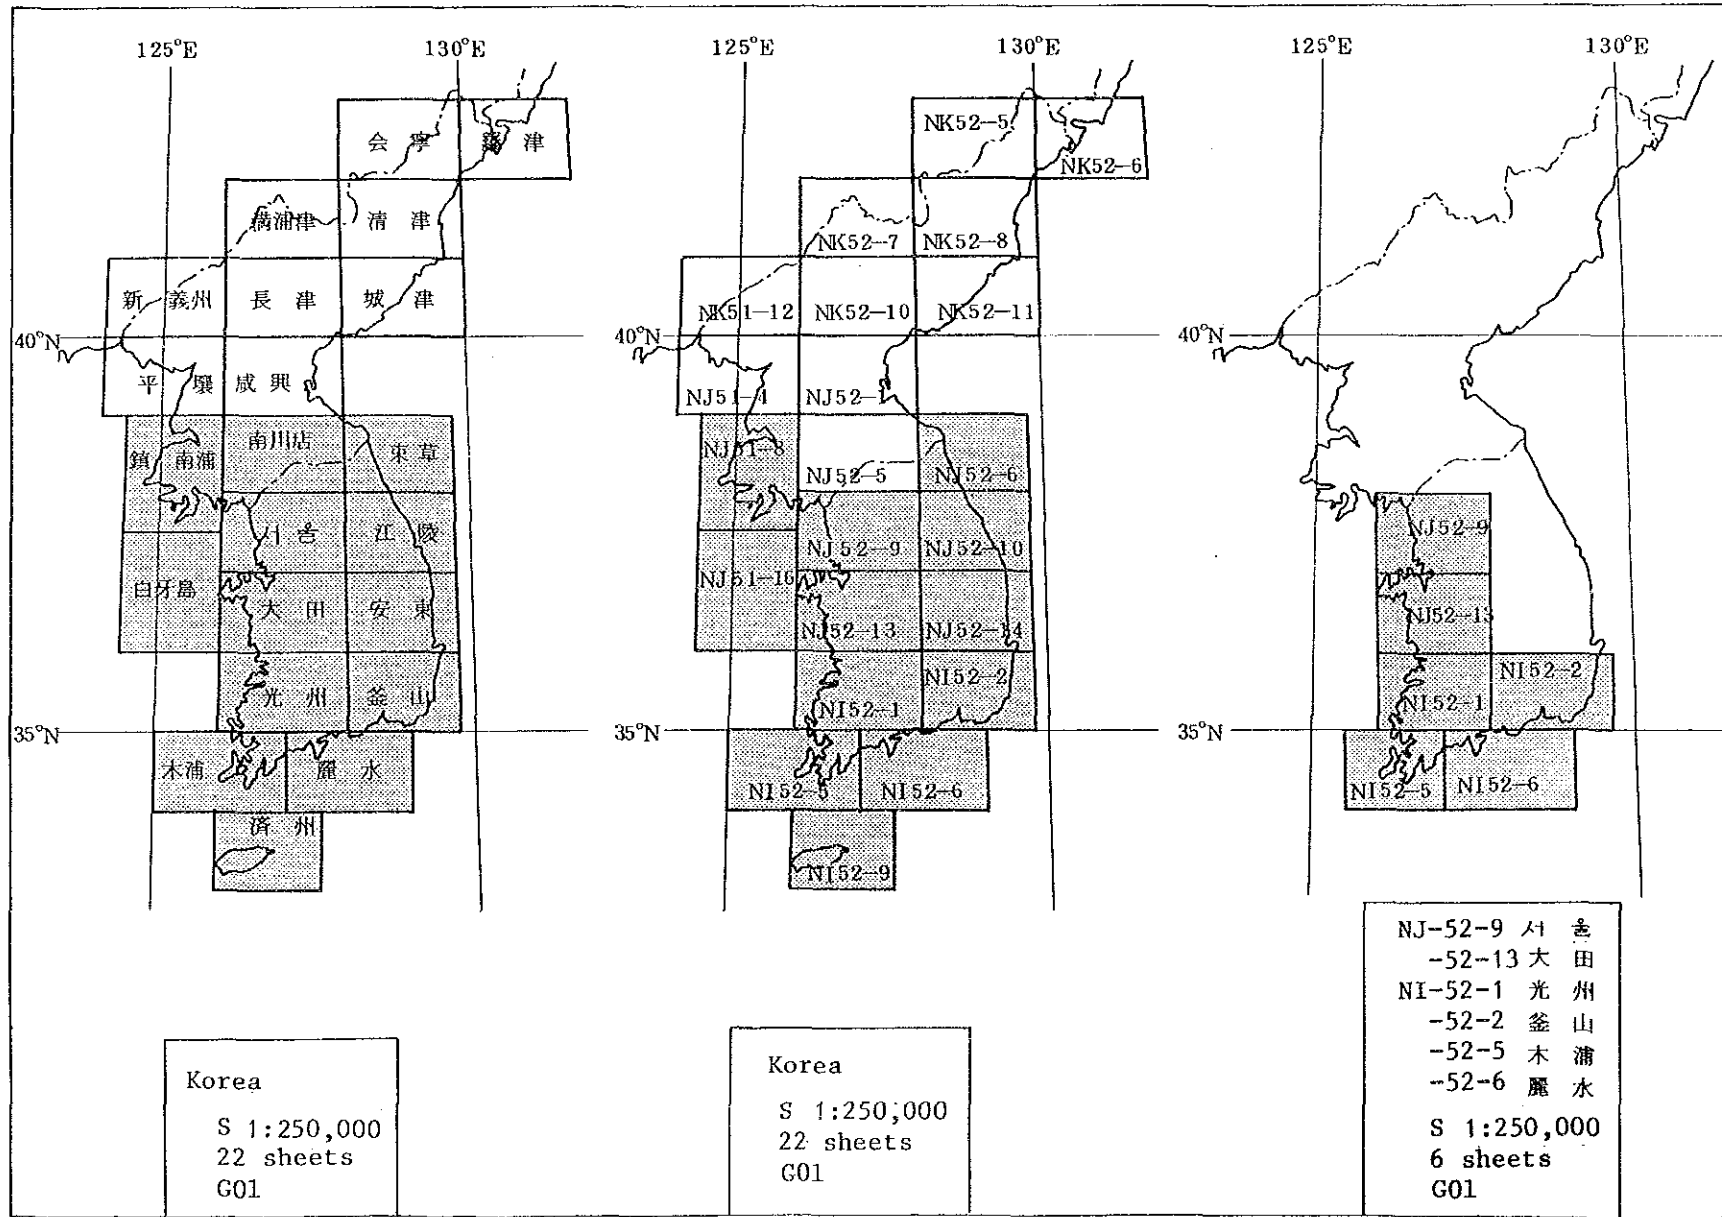 125°E 130°E
会寧 羅津
満浦津 清津
新義州 長津 城津
40°N
平壌 咸興
鎮南浦 南川店 束草
서울 江陵
白牙島 大田 安東
光州 釜山
35°N
木浦 麗水
済州
Korea
S 1:250,000
22 sheets
G01
125°E 130°E
NK52-5
NK52-6
NK52-7 NK52-8
NK51-12 NK52-10 NK52-11
40°N
NJ51-4 NJ52-1
NJ51-8
NJ52-5 NJ52-6
NJ52-9 NJ52-10
NJ51-16
NJ52-13 NJ52-14
NI52-2
NI52-1
35°N
NI52-5 NI52-6
NI52-9
Korea
S 1:250,000
22 sheets
G01
125°E 130°E
40°N
NJ52-9
NJ52-13
NI52-2
NI52-1
35°N
NI52-5 NI52-6
NJ-52-9 서울
-52-13 大田
NI-52-1 光州
-52-2 釜山
-52-5 木浦
-52-6 麗水
S 1:250,000
6 sheets
G01